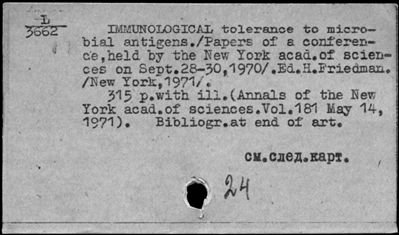 L
3662
IMMUNOLOGICAL tolerance to micro-
bial antigens./Papers of a conferen-
ce,held by the New York acad.of scien-
ces on Sept.28-30,1970/.Ed.H.Friedman.
/New York,1971/.
315 p.with ill.(Annals of the New
York acad.of sciences.Vol.181 May 14,
1971). Bibliogr.at end of art.
см.след.карт.
24